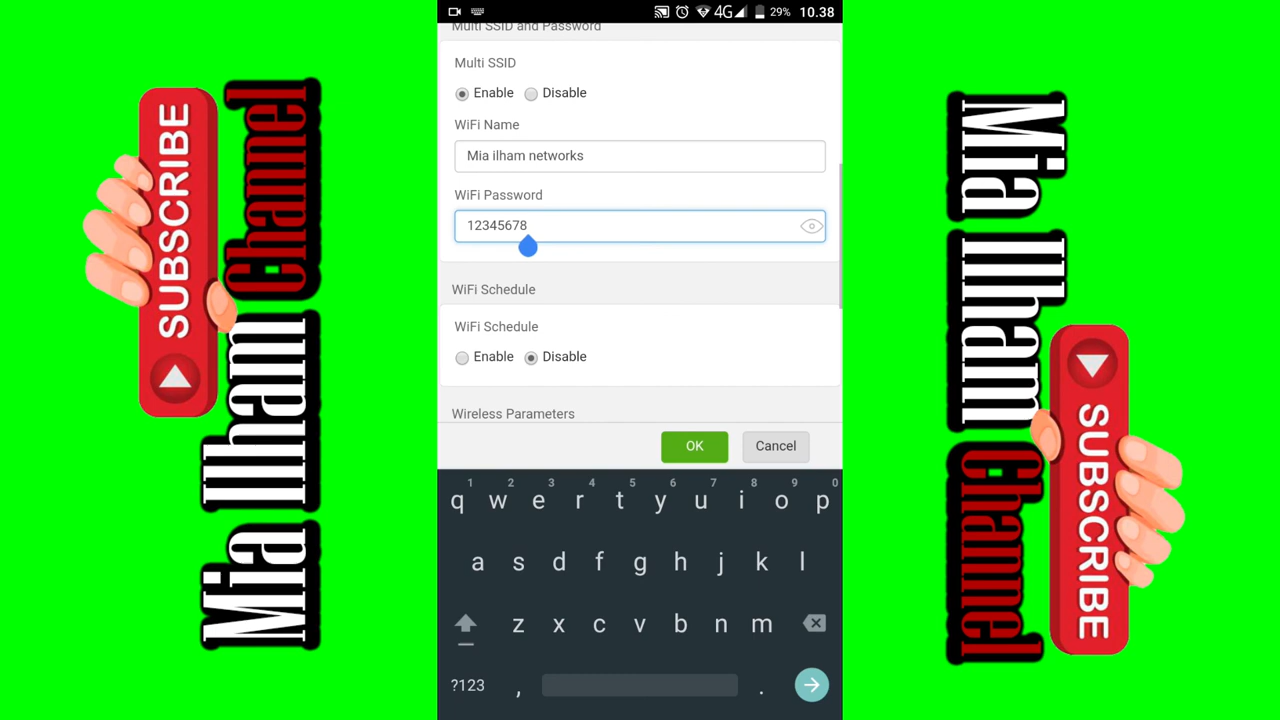 SUBSCRIBE
Mia Ilham Channel
4G
29%
10.38
Multi SSID and Password
Multi SSID
Enable Disable
WiFi Name
Mia ilham networks
WiFi Password
12345678
WiFi Schedule
WiFi Schedule
Enable Disable
Wireless Parameters
OK Cancel
1 2 3 4 5 6 7 8 9 0
q w e r t y u i o p
a s d f g h j k l
z x c v b n m
?123 , .
Mia Ilham Channel
SUBSCRIBE